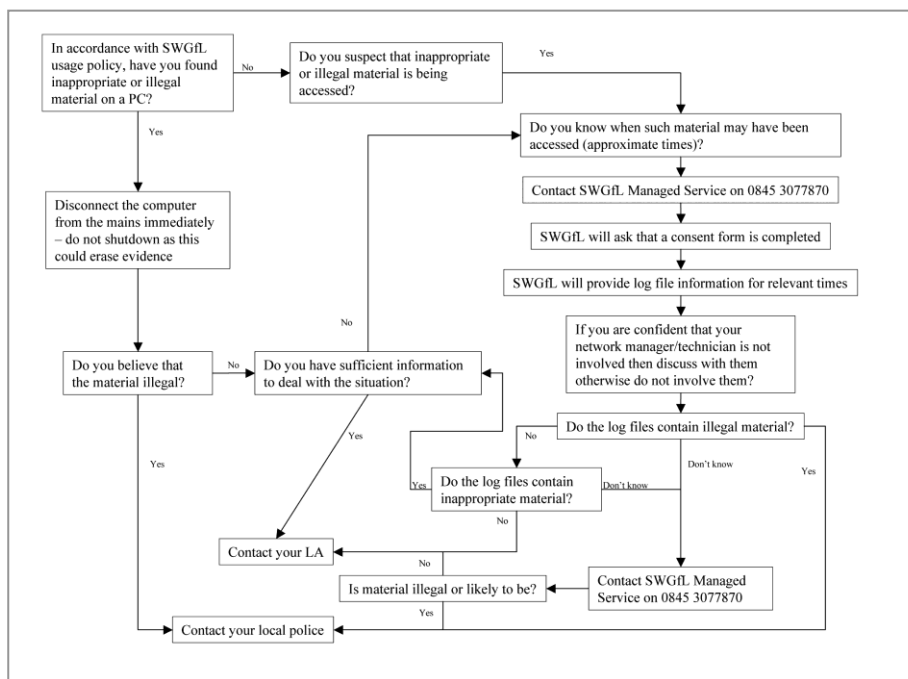 In accordance with SWGfL
usage policy, have you found
inappropriate or illegal
material on a PC?
No
Do you suspect that inappropriate
or illegal material is being
accessed?
Yes
Yes
Do you know when such material may have been
accessed (approximate times)?
Contact SWGfL Managed Service on 0845 3077870
Disconnect the computer
from the mains immediately
– do not shutdown as this
could erase evidence
SWGfL will ask that a consent form is completed
SWGfL will provide log file information for relevant times
No
If you are confident that your
network manager/technician is not
involved then discuss with them
otherwise do not involve them?
Do you believe that
the material illegal?
No
Do you have sufficient information
to deal with the situation?
Do the log files contain illegal material?
No
Yes
Don't know
Yes
Yes
Do the log files contain
inappropriate material?
Yes
Don't know
No
Contact your LA
No
Is material illegal or likely to be?
Contact SWGfL Managed
Service on 0845 3077870
Yes
Contact your local police